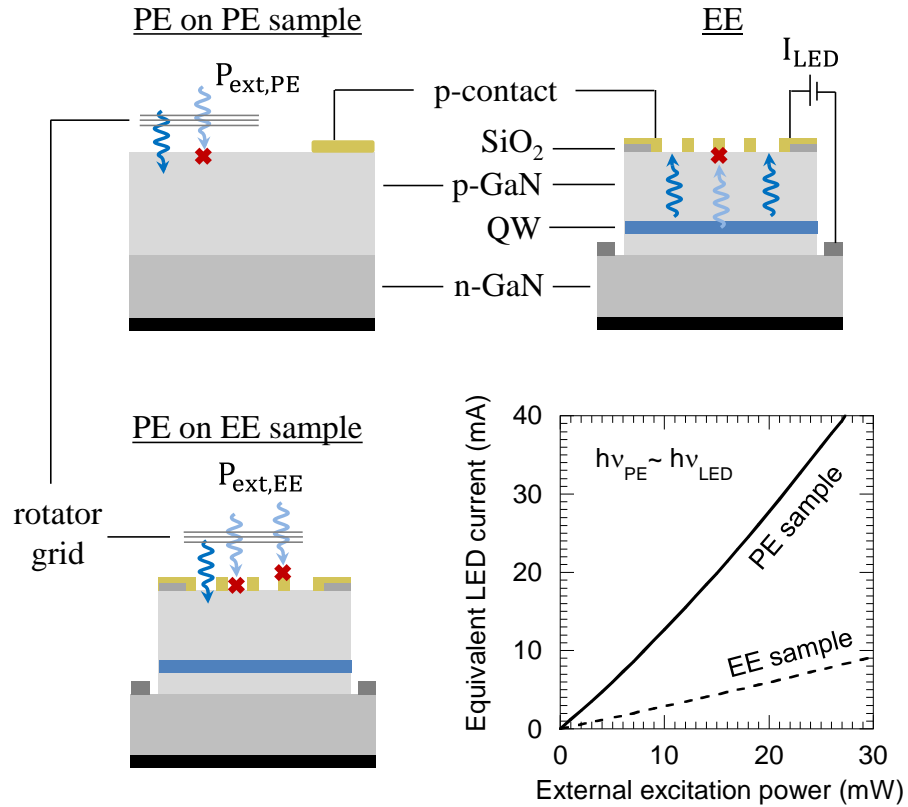 PE on PE sample
EE
P_ext,PE
I_LED
p-contact
SiO₂
p-GaN
QW
n-GaN
PE on EE sample
P_ext,EE
rotator
grid
Equivalent LED current (mA)
40
30
20
10
0
hν_PE ~ hν_LED
PE sample
EE sample
0
10
20
30
External excitation power (mW)